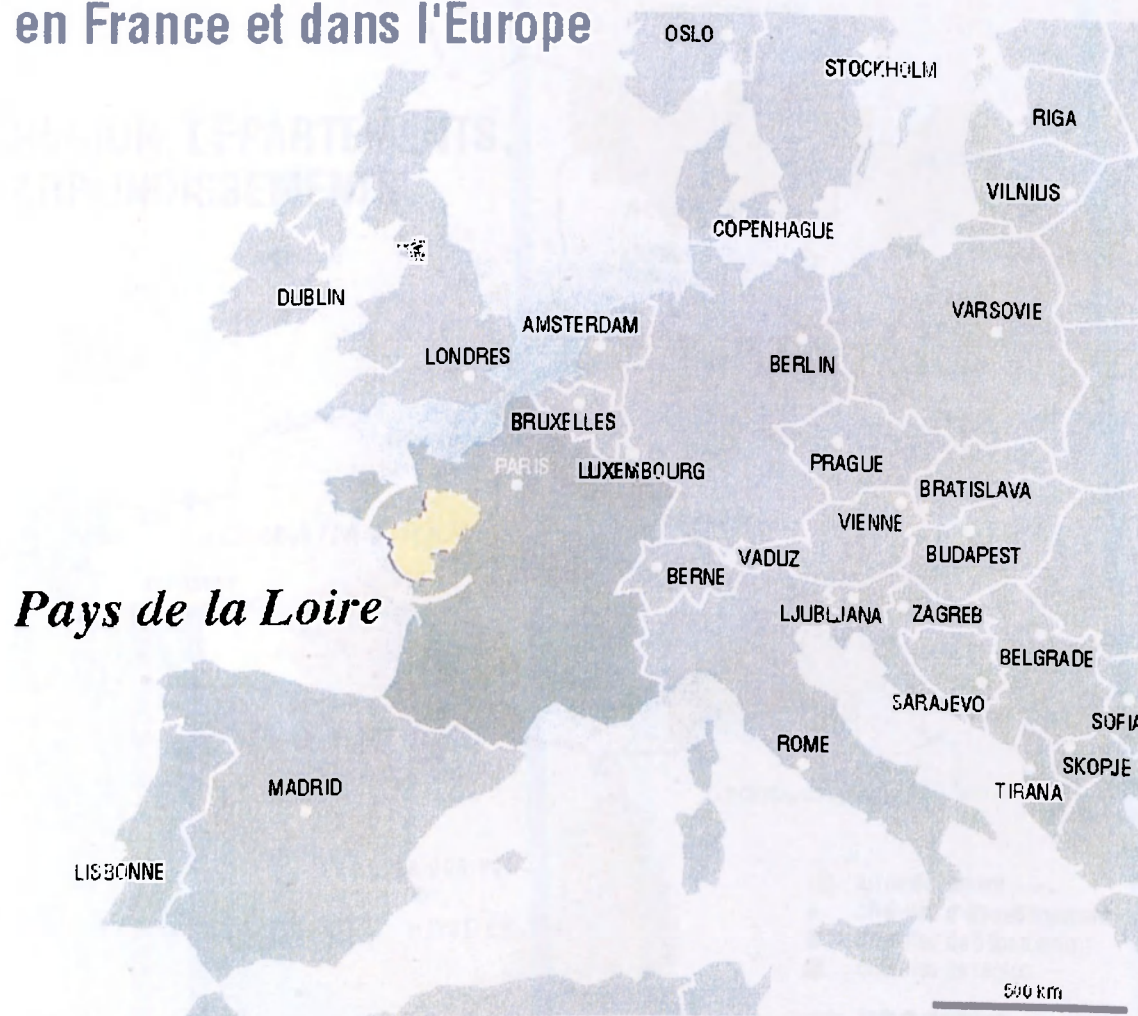 en France et dans l'Europe
OSLO
STOCKHOLM
RIGA
VILNIUS
COPENHAGUE
DUBLIN
VARSOVIE
AMSTERDAM
LONDRES
BERLIN
BRUXELLES
PARIS
LUXEMBOURG
PRAGUE
BRATISLAVA
VIENNE
VADUZ
BUDAPEST
BERNE
Pays de la Loire
LJUBLJANA
ZAGREB
BELGRADE
SARAJEVO
SOFIA
ROME
SKOPJE
MADRID
TIRANA
LISBONNE
500 km